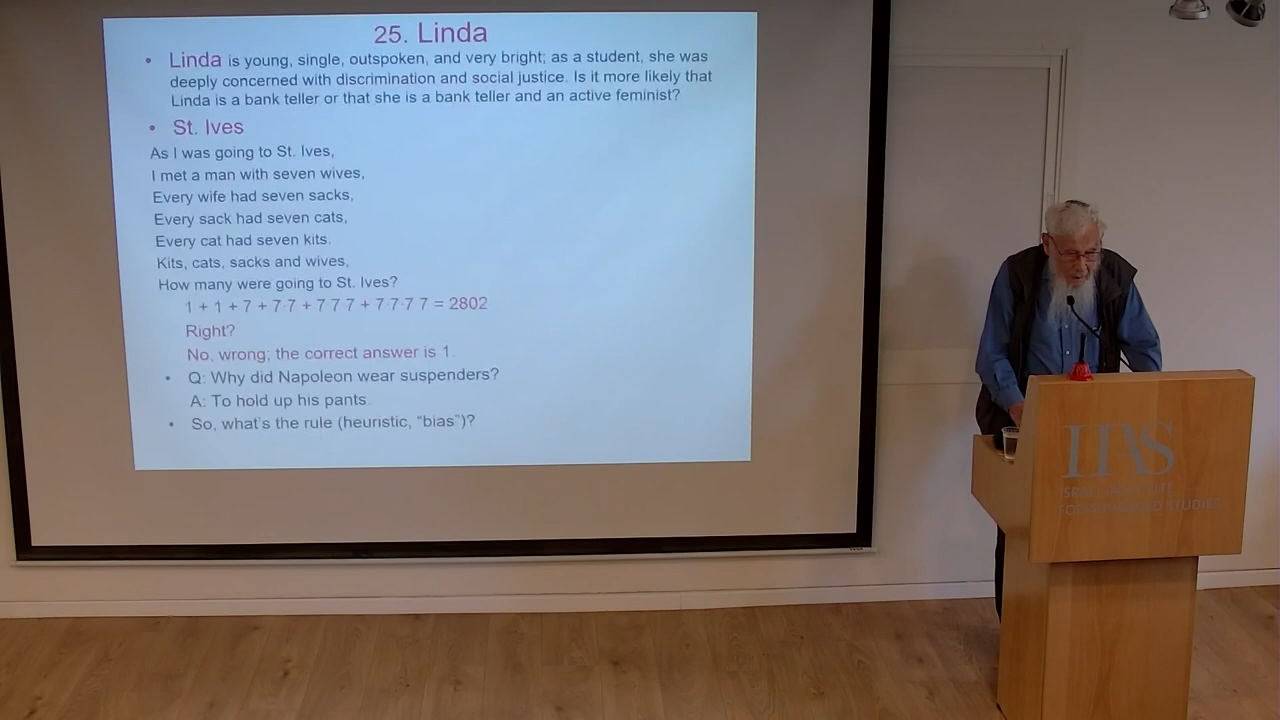 25. Linda
• Linda is young, single, outspoken, and very bright; as a student, she was
deeply concerned with discrimination and social justice. Is it more likely that
Linda is a bank teller or that she is a bank teller and an active feminist?
• St. Ives
As I was going to St. Ives,
I met a man with seven wives,
Every wife had seven sacks,
Every sack had seven cats,
Every cat had seven kits.
Kits, cats, sacks and wives,
How many were going to St. Ives?
1 + 1 + 7 + 7·7 + 7·7·7 + 7·7·7·7 = 2802
Right?
No, wrong; the correct answer is 1.
• Q: Why did Napoleon wear suspenders?
A: To hold up his pants.
• So, what's the rule (heuristic, “bias”)?
IIAS
ISRAEL INSTITUTE
FOR ADVANCED STUDIES